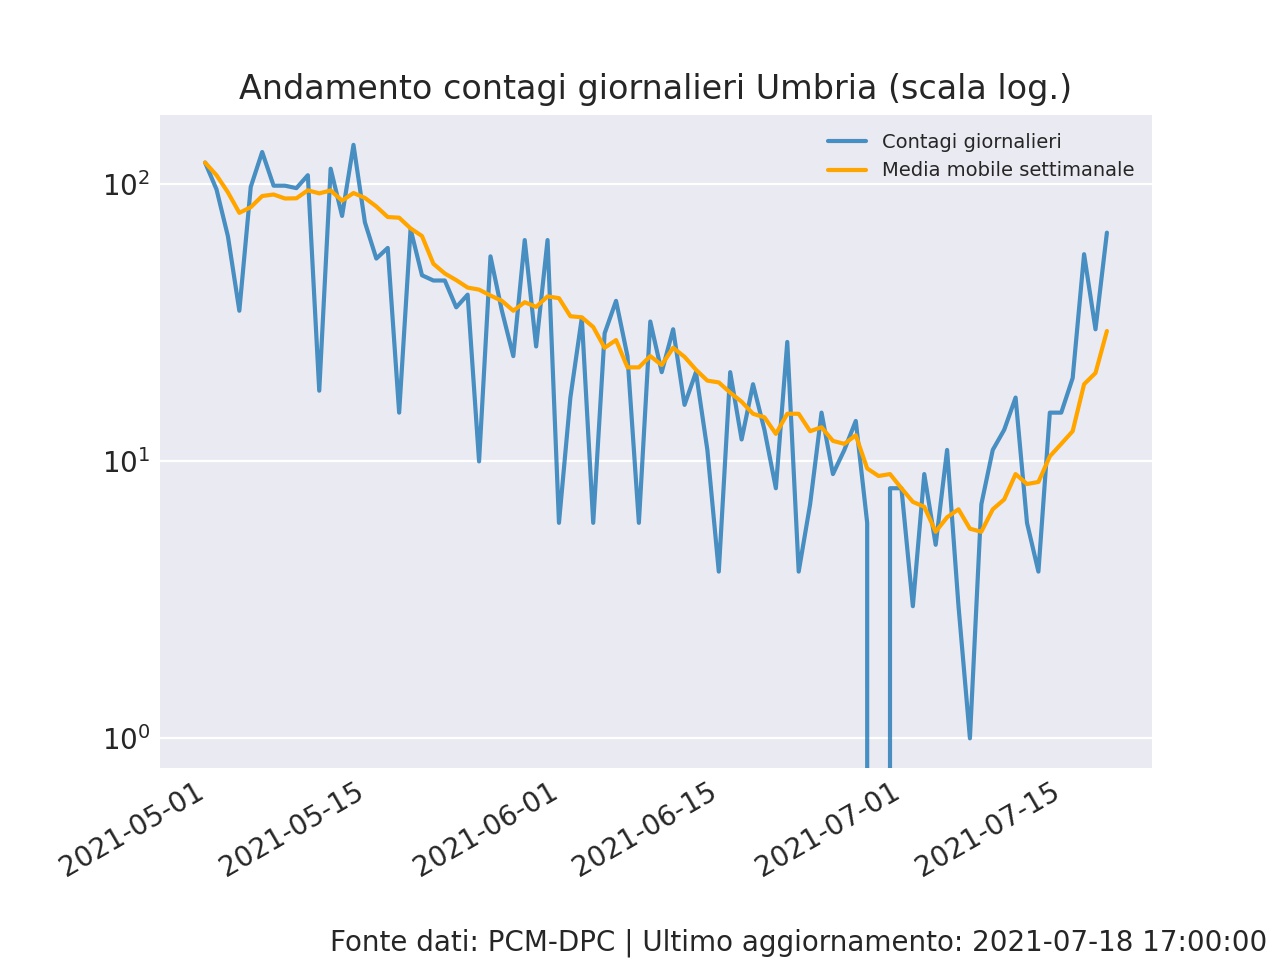 Andamento contagi giornalieri Umbria (scala log.)
Contagi giornalieri
Media mobile settimanale
10²
10¹
10⁰
2021-05-01
2021-05-15
2021-06-01
2021-06-15
2021-07-01
2021-07-15
Fonte dati: PCM-DPC | Ultimo aggiornamento: 2021-07-18 17:00:00